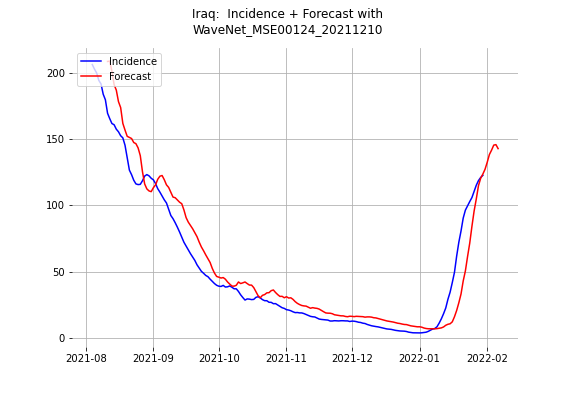 Iraq:  Incidence + Forecast with
WaveNet_MSE00124_20211210
Incidence
Forecast
200
150
100
50
0
2021-08 2021-09 2021-10 2021-11 2021-12 2022-01 2022-02